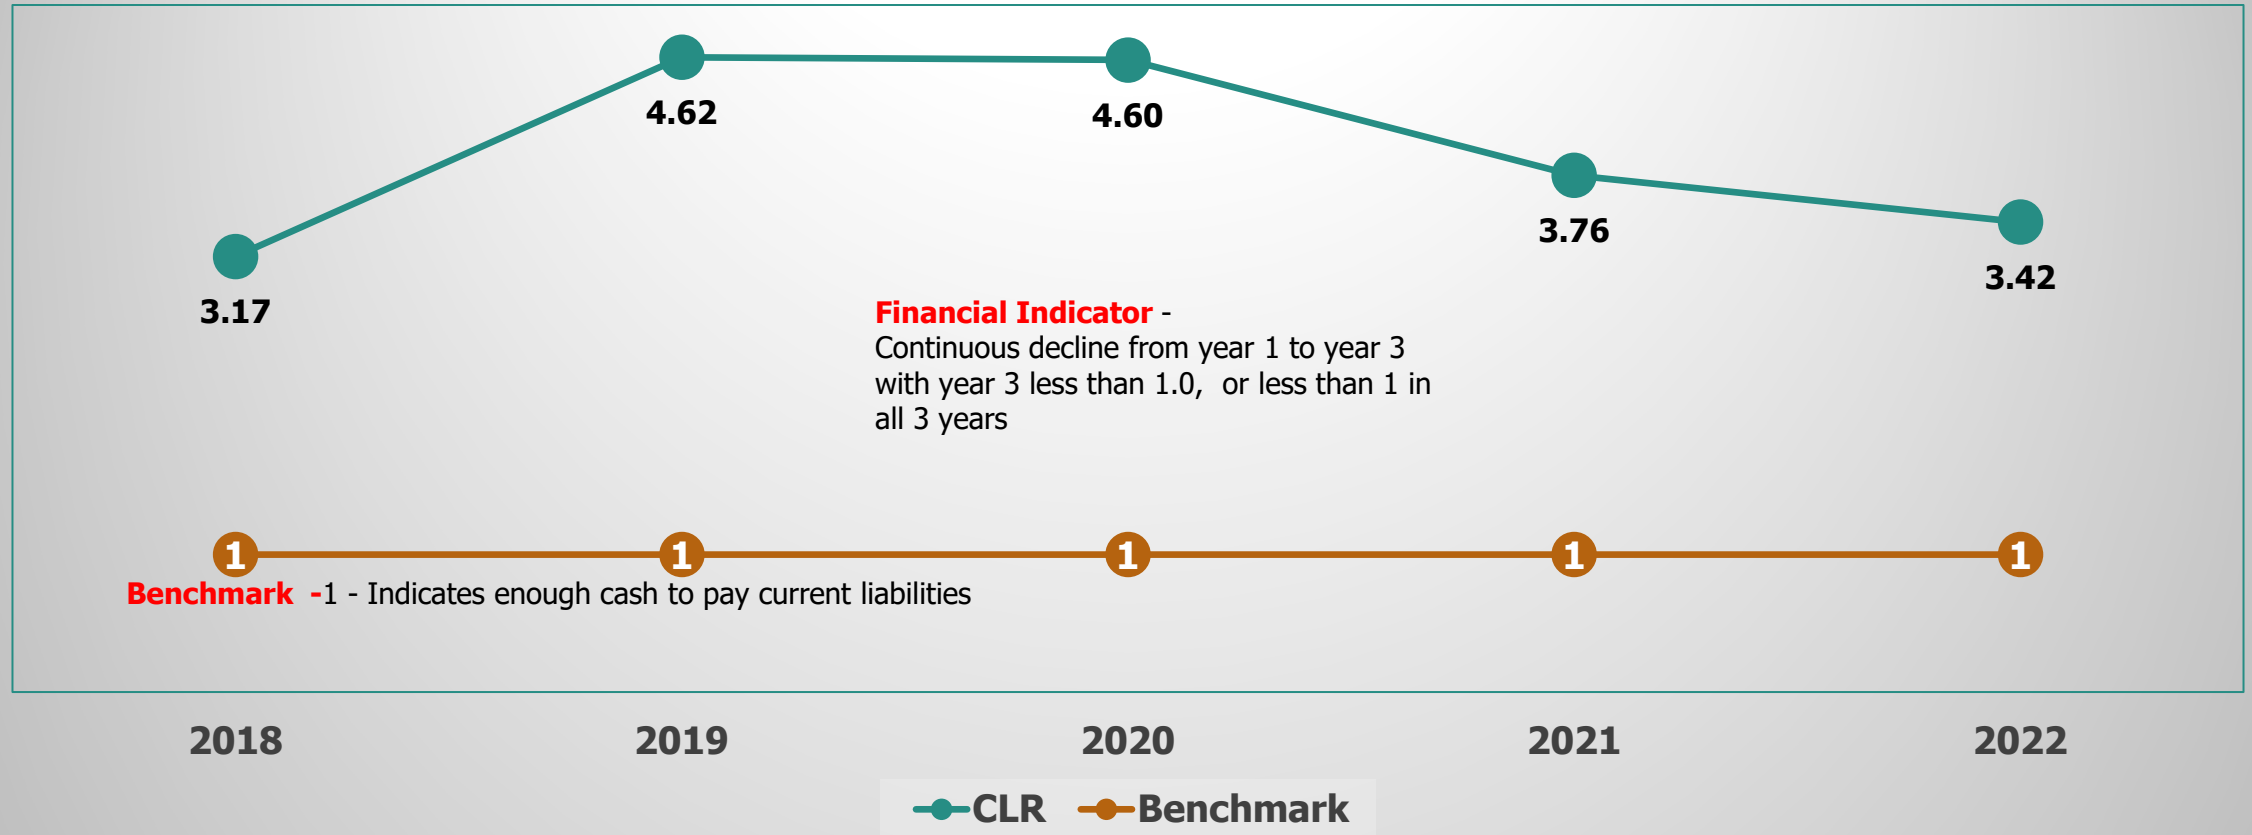 4.62
4.60
3.76
3.42
3.17
Financial Indicator -
Continuous decline from year 1 to year 3
with year 3 less than 1.0,  or less than 1 in
all 3 years
1 1 1 1 1
Benchmark  -1 - Indicates enough cash to pay current liabilities
2018 2019 2020 2021 2022
CLR Benchmark